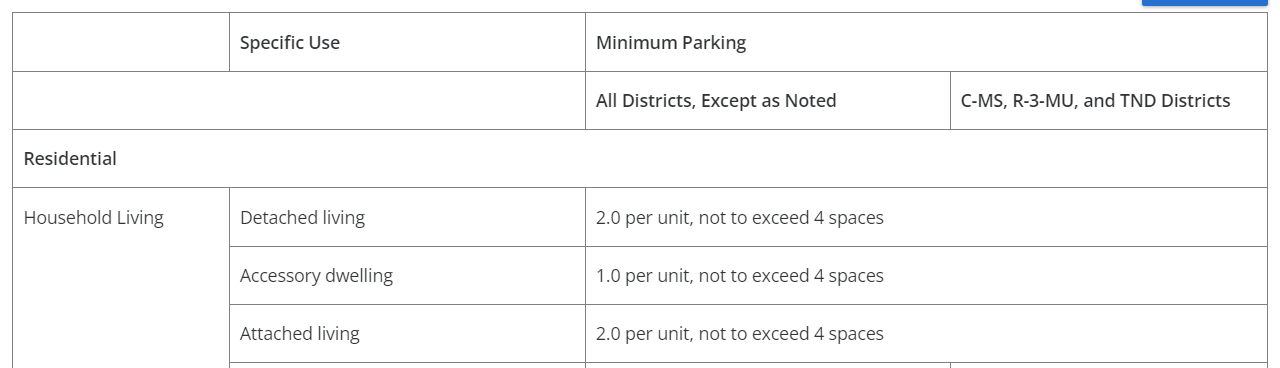 Specific Use Minimum Parking
All Districts, Except as Noted C-MS, R-3-MU, and TND Districts
Residential
Household Living Detached living 2.0 per unit, not to exceed 4 spaces
Accessory dwelling 1.0 per unit, not to exceed 4 spaces
Attached living 2.0 per unit, not to exceed 4 spaces